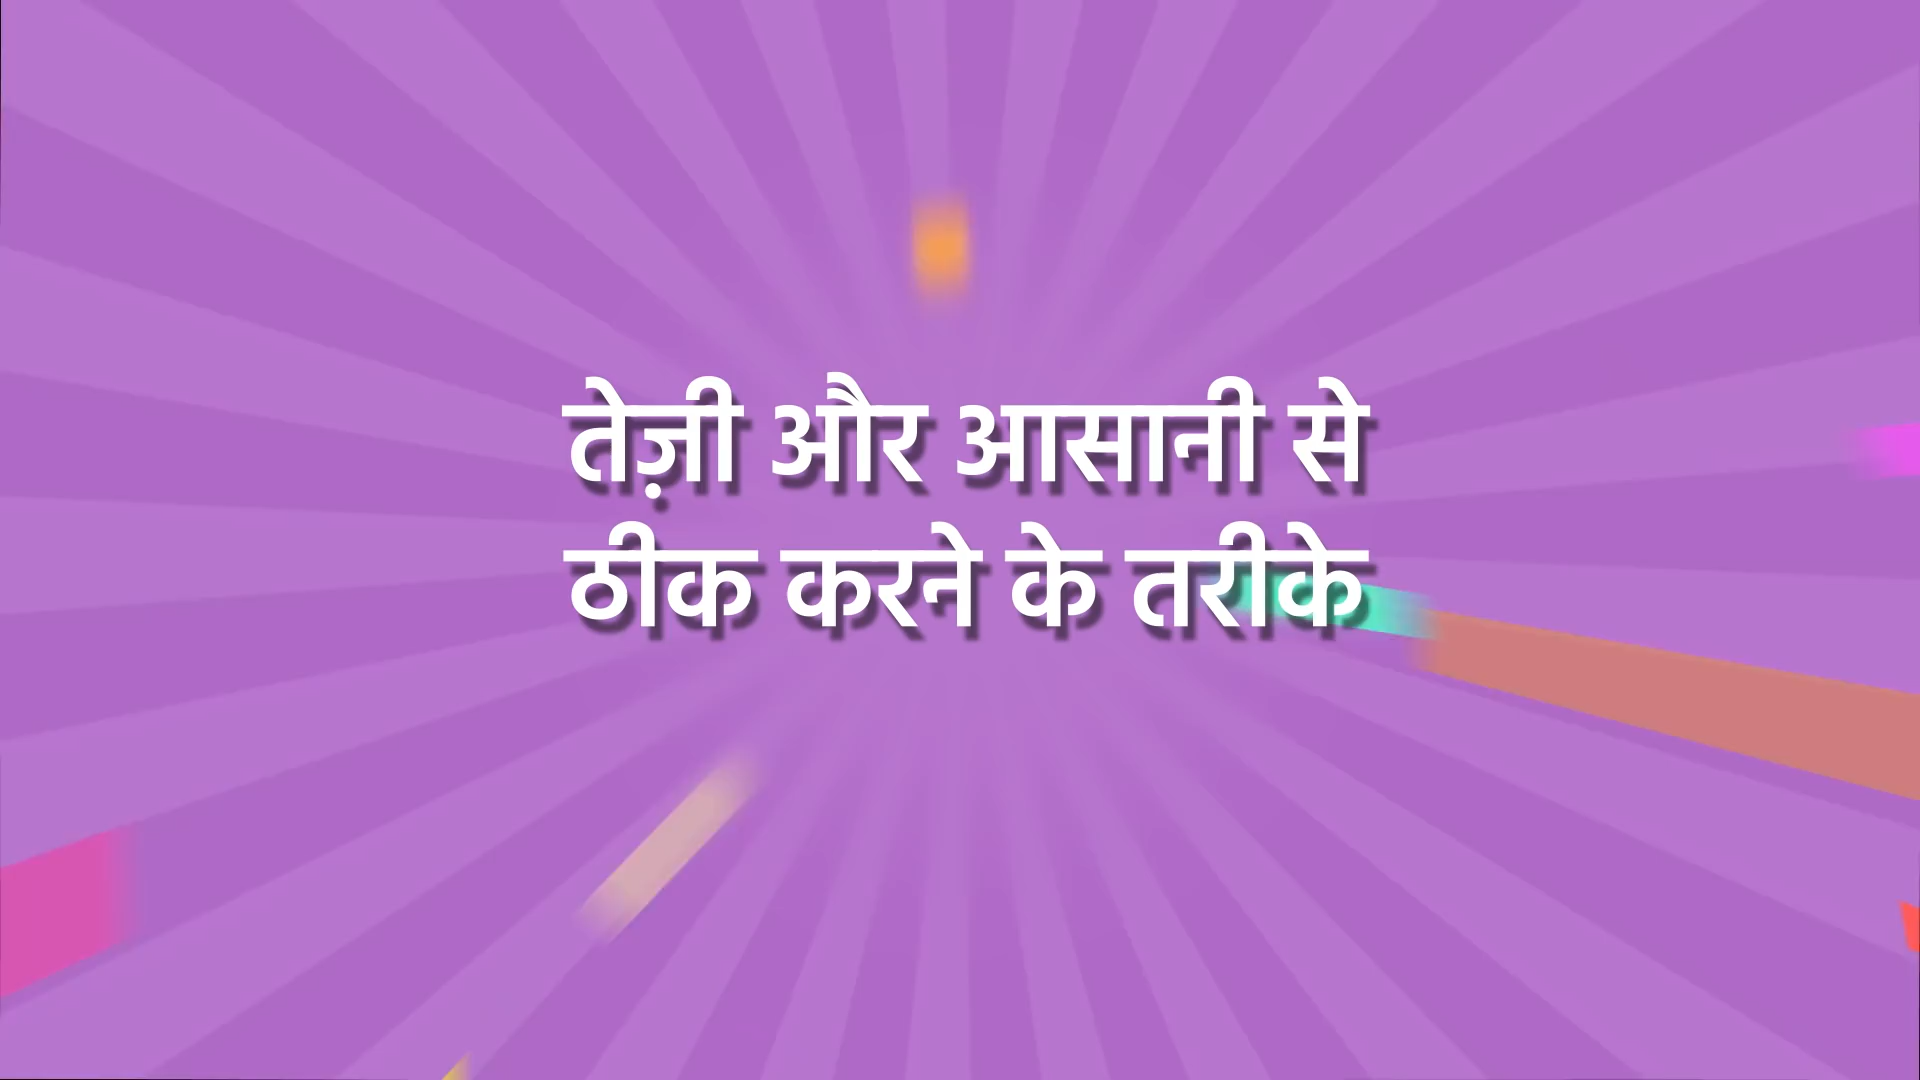 तेज़ी और आसानी से
ठीक करने के तरीके